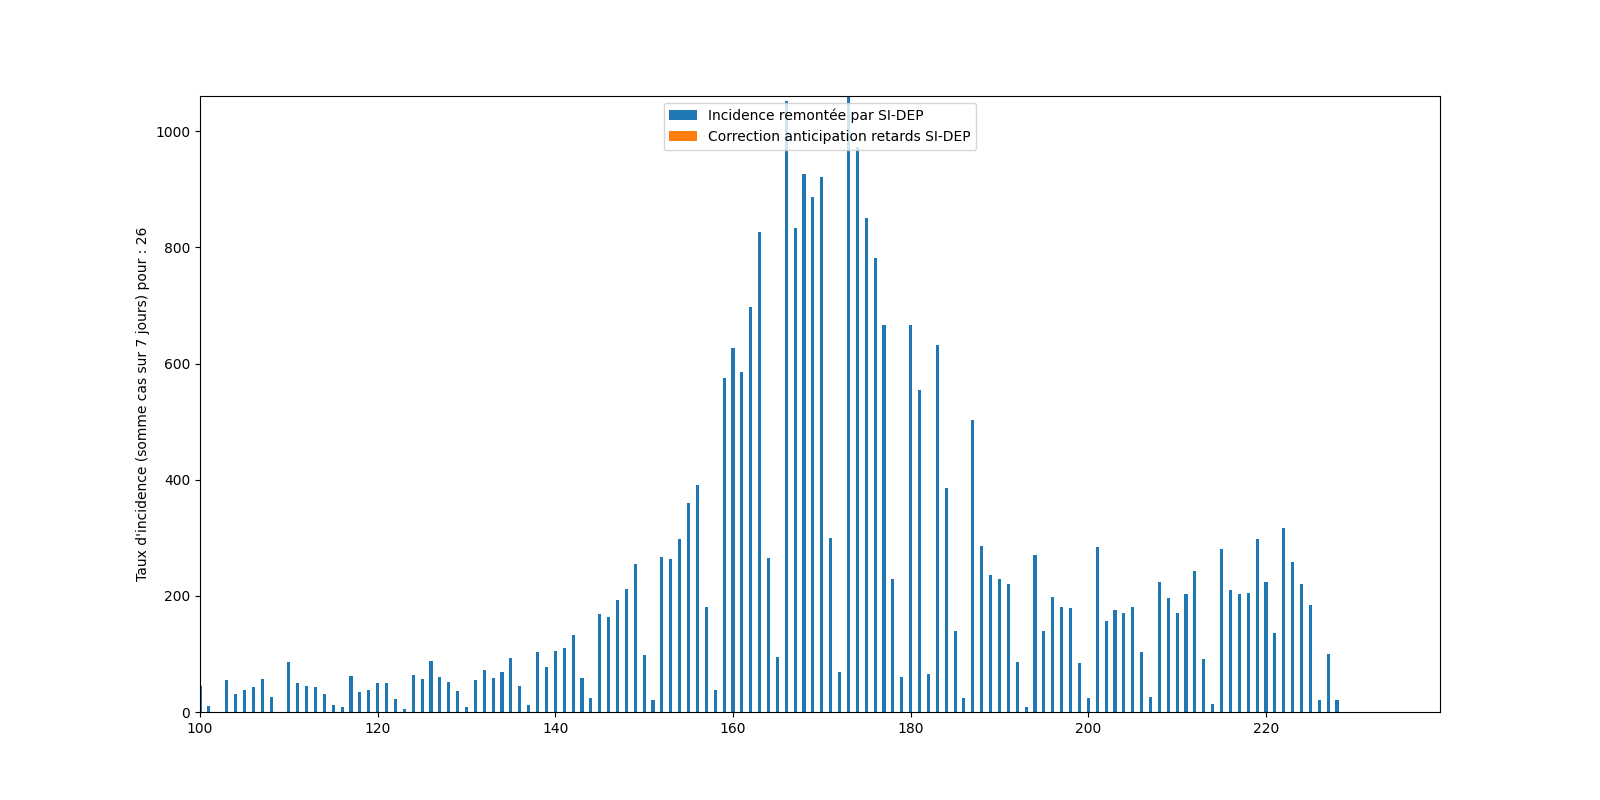 Incidence remontée par SI-DEP
Correction anticipation retards SI-DEP
Taux d'incidence (somme cas sur 7 jours) pour : 26
1000
800
600
400
200
0
100 120 140 160 180 200 220